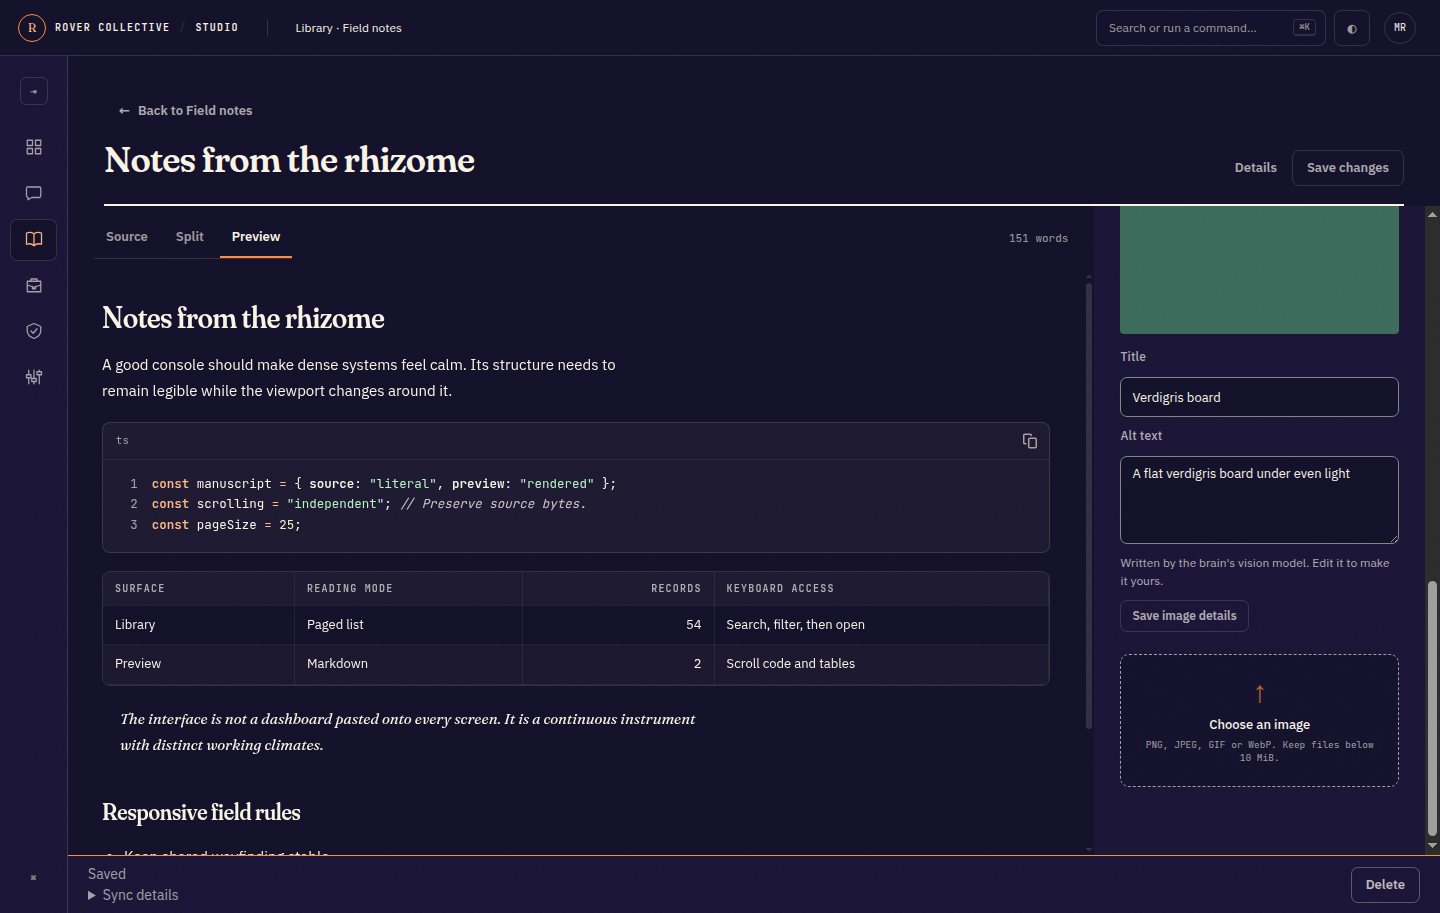 R ROVER COLLECTIVE / STUDIO
Library · Field notes
Search or run a command...
⌘K
MR
← Back to Field notes
Notes from the rhizome
Details
Save changes
Source
Split
Preview
151 words
Notes from the rhizome
A good console should make dense systems feel calm. Its structure needs to
remain legible while the viewport changes around it.
ts
1 const manuscript = { source: "literal", preview: "rendered" };
2 const scrolling = "independent"; // Preserve source bytes.
3 const pageSize = 25;
SURFACE READING MODE RECORDS KEYBOARD ACCESS
Library Paged list 54 Search, filter, then open
Preview Markdown 2 Scroll code and tables
The interface is not a dashboard pasted onto every screen. It is a continuous instrument
with distinct working climates.
Responsive field rules
Keep shared wayfinding stable
Title
Verdigris board
Alt text
A flat verdigris board under even light
Written by the brain's vision model. Edit it to make
it yours.
Save image details
↑
Choose an image
PNG, JPEG, GIF or WebP. Keep files below
10 MiB.
⌘
Saved
▶ Sync details
Delete